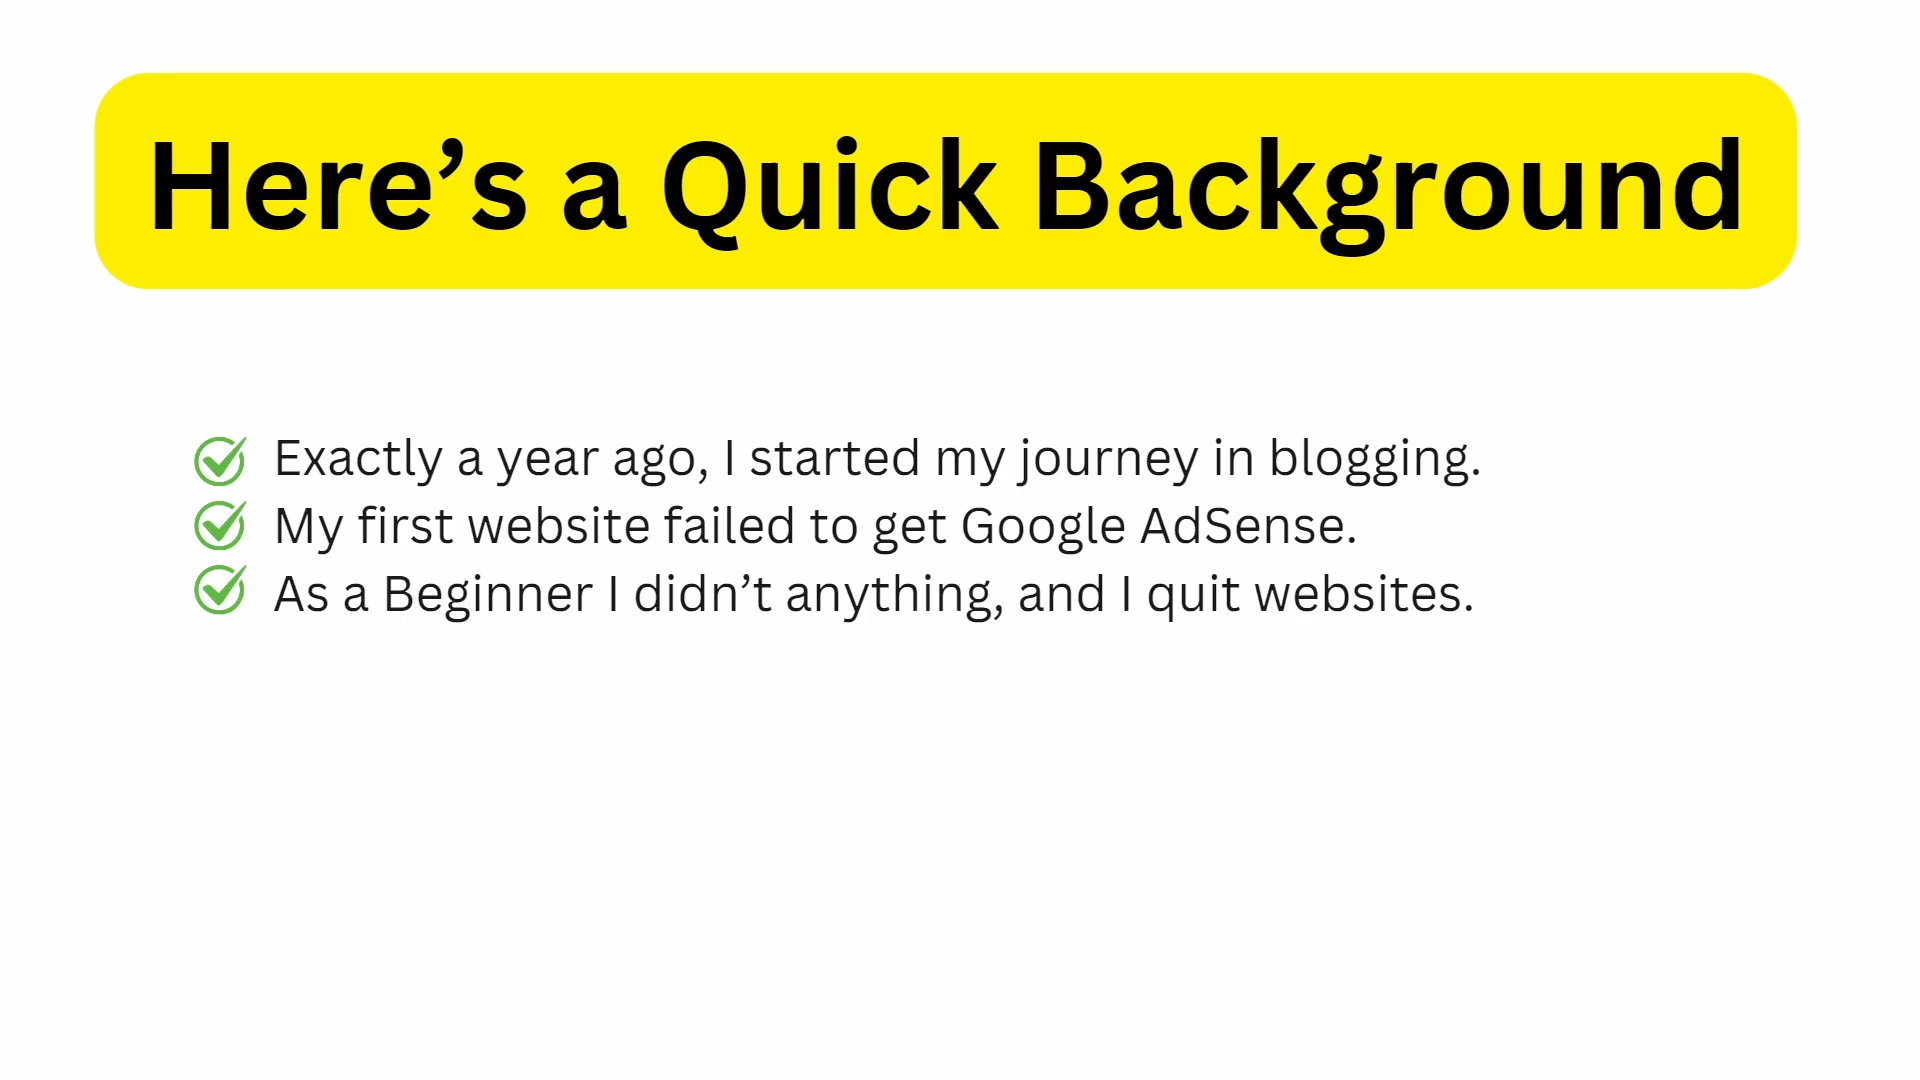 Here’s a Quick Background
Exactly a year ago, I started my journey in blogging.
My first website failed to get Google AdSense.
As a Beginner I didn’t anything, and I quit websites.